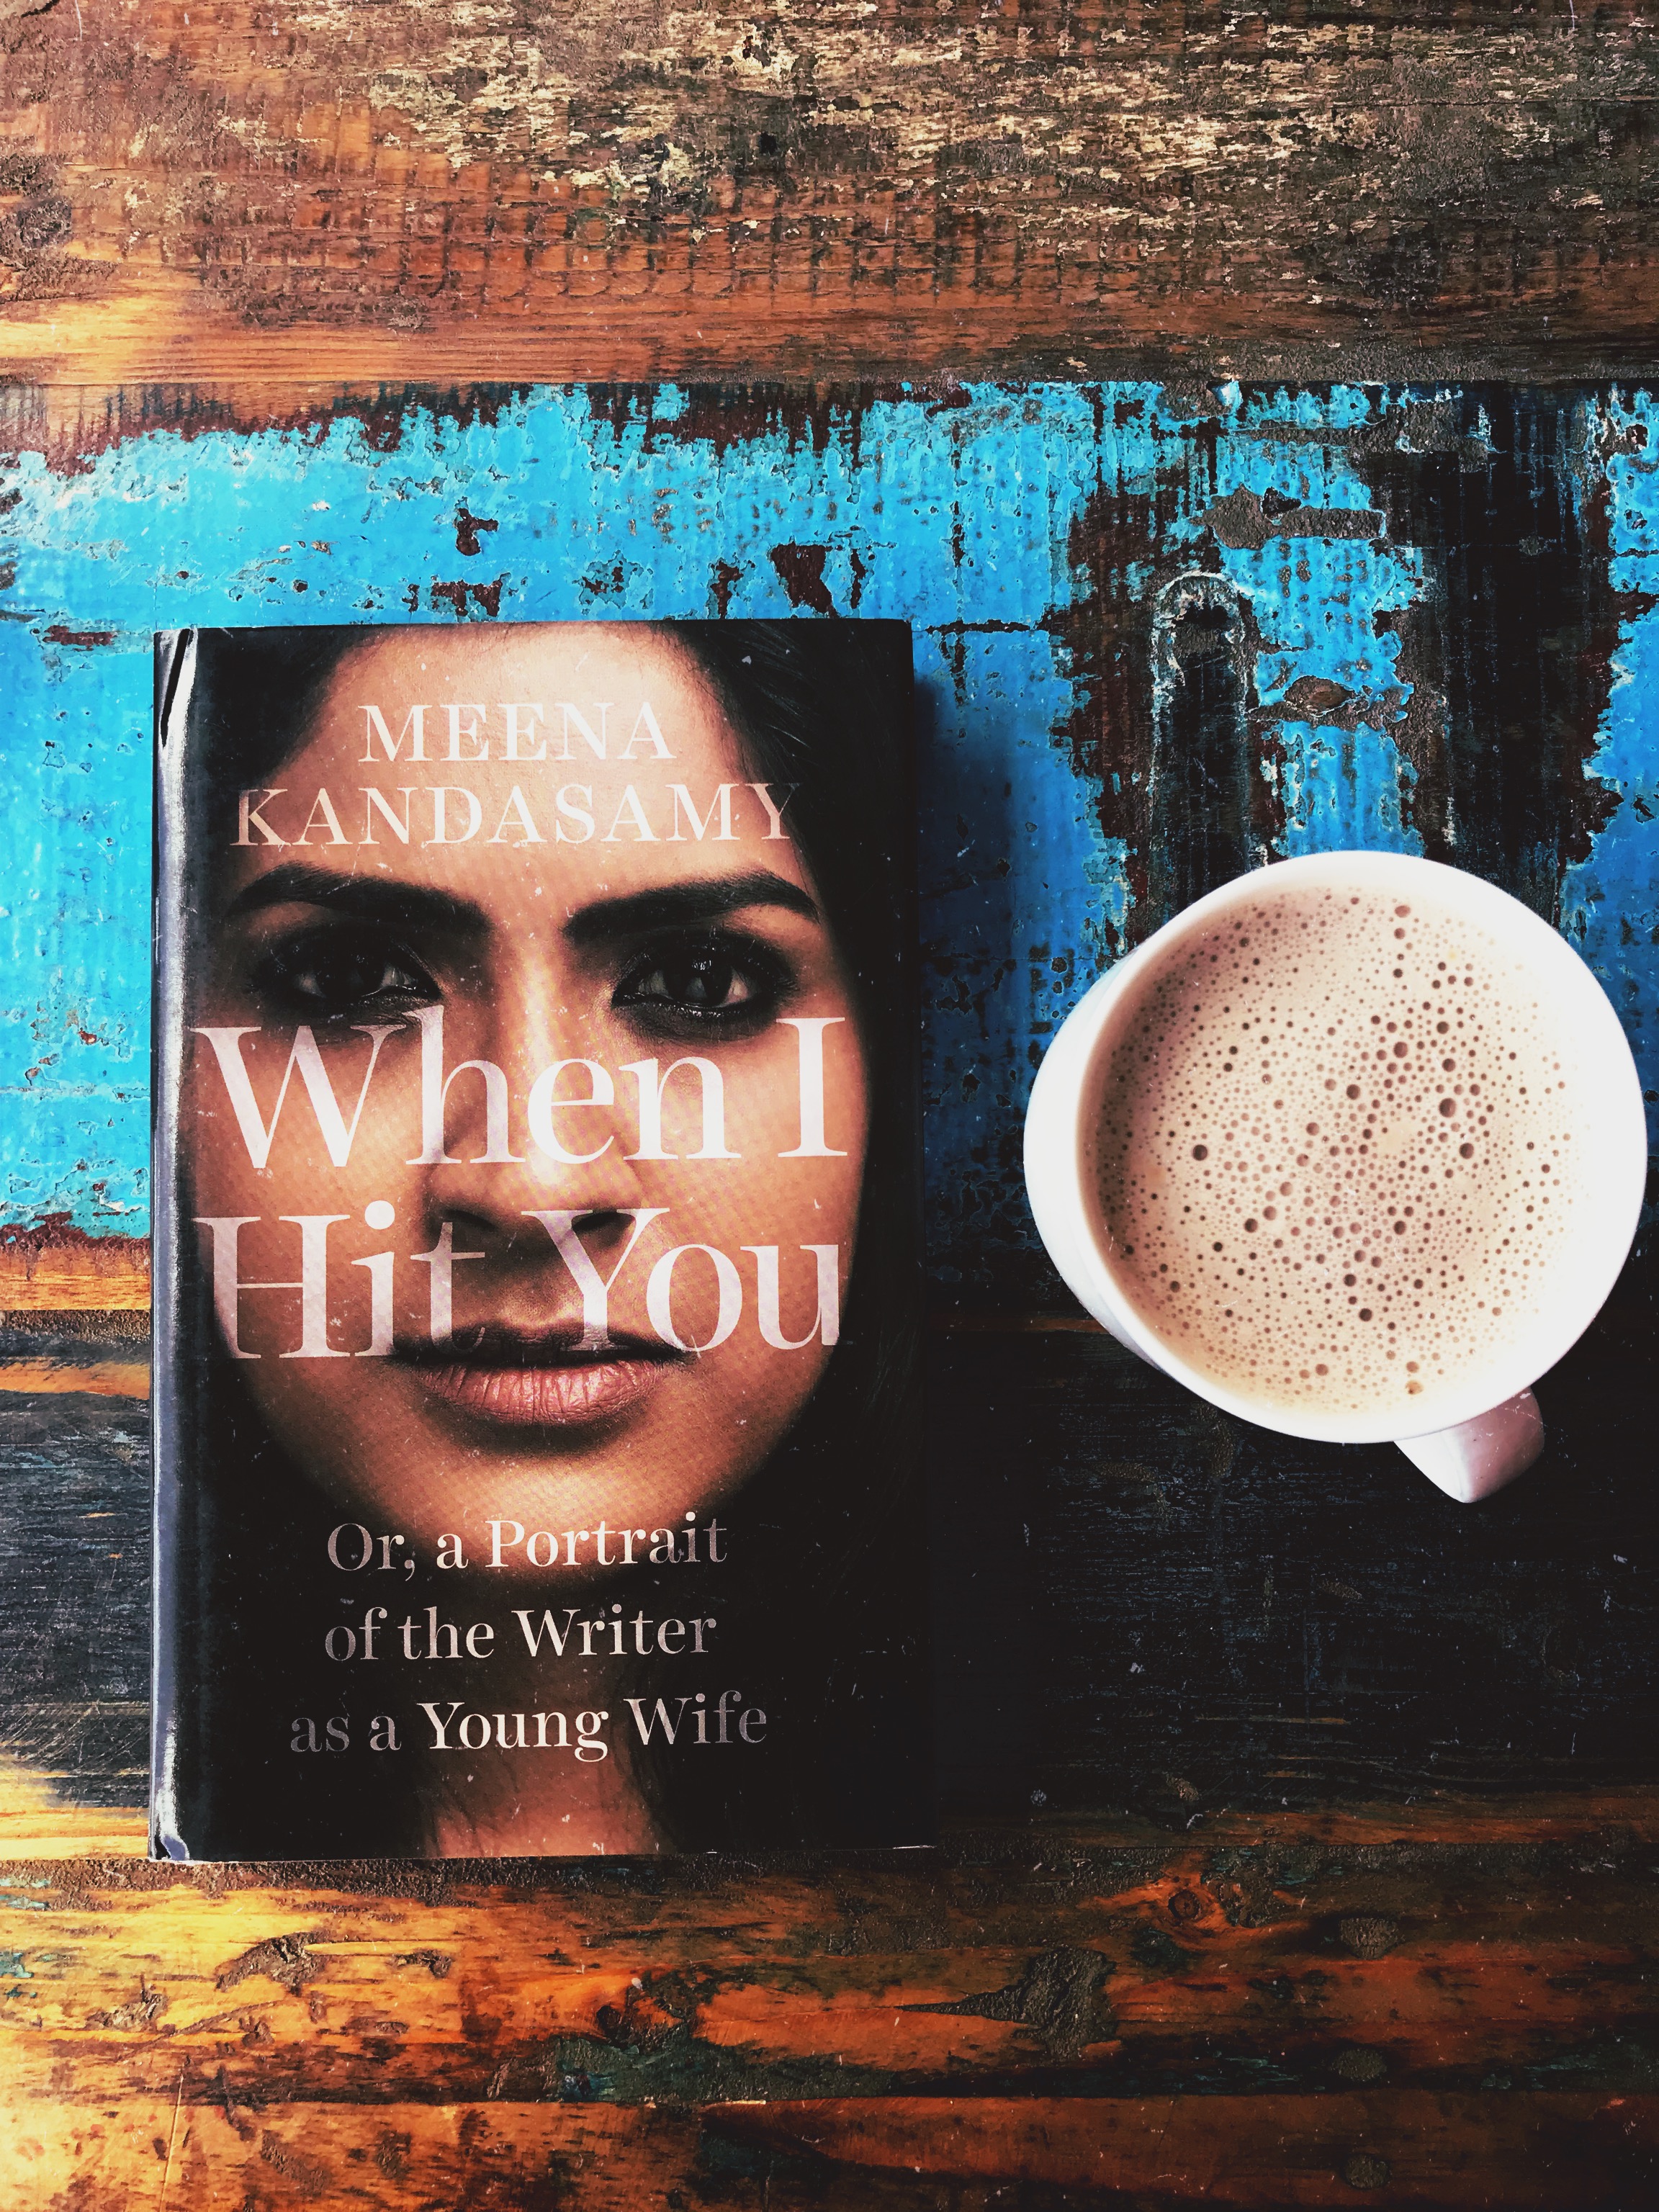 MEENA
KANDASAMY
When I
Hit You
Or, a Portrait
of the Writer
as a Young Wife